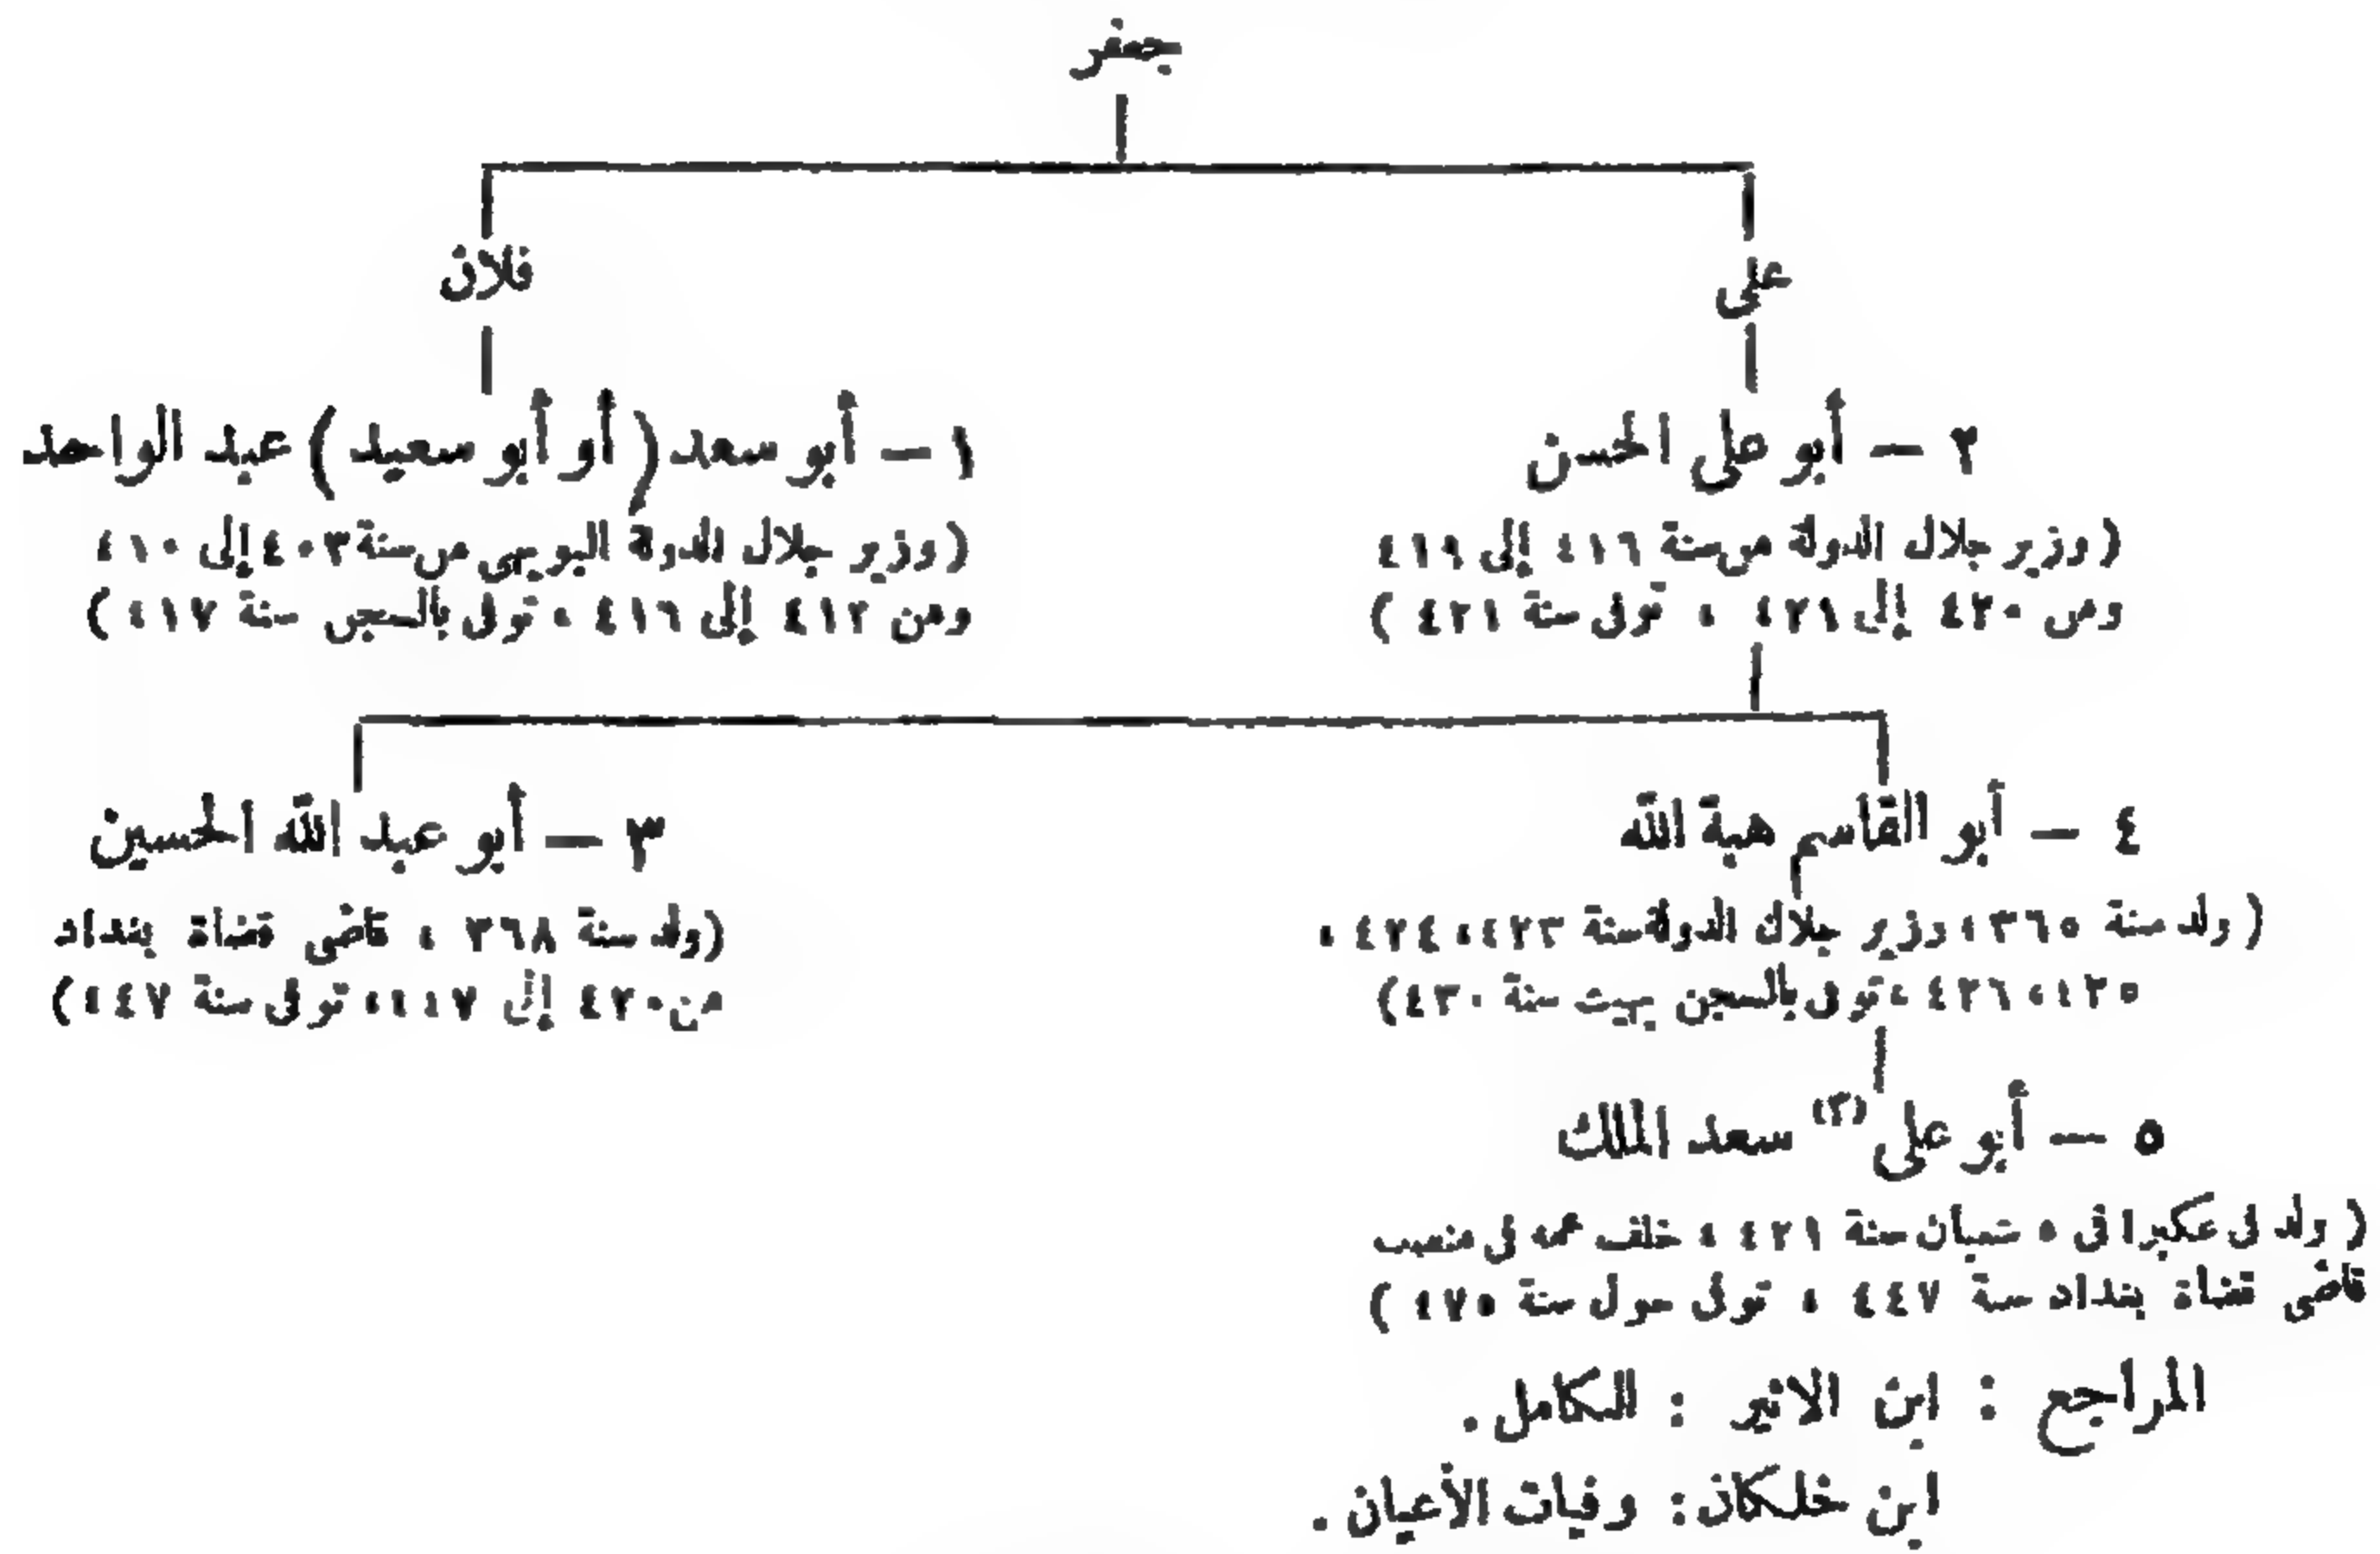 جعفر
على
فلان
٢ — أبو على الحسن
(وزير جلال الدولة من سنة ٤١٦ إلى ٤١٩
ومن ٤٢٠ إلى ٤٢١ ، توفى سنة ٤٢١ )
١ — أبو سعد (أو أبو سعيد) عبد الواحد
(وزير جلال الدولة البويهى من سنة ٤٠٣ إلى ٤١٠
ومن ٤١٢ إلى ٤١٦ ، توفى بالسجن سنة ٤١٧ )
٤ — أبو القاسم هبة الله
( ولد سنة ٣٦٥ ، وزير جلال الدولة سنة ٤٢٣ ، ٤٢٤ ،
٤٢٥ ، ٤٢٦ ، توفى بالسجن بهيت سنة ٤٣٠)
٣ — أبو عبد الله الحسين
(ولد سنة ٣٦٨ ، قاضى قضاة بغداد
من ٤٢٠ إلى ٤٤٧ ، توفى سنة ٤٤٧)
٥ — أبو على (٢) سعد الملك
( ولد فى عكبرا فى ٥ شعبان سنة ٤٢١ ، خلف عمه فى منصب
قاضى قضاة بغداد سنة ٤٤٧ ، توفى حول سنة ٤٧٥ )
المراجع : ابن الاثير : الكامل .
ابن خلكان : وفيات الأعيان .